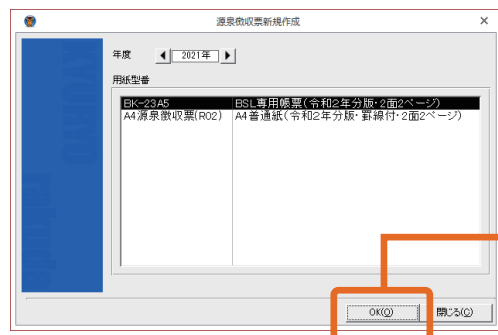 源泉徴収票新規作成
年度 2021年
用紙型番
BK-23A5 BSL専用帳票(令和2年分版・2面2ページ)
A4源泉徴収票(R02) A4普通紙(令和2年分版・罫線付・2面2ページ)
KYUYO
rakuda
OK(O) 閉じる(C)